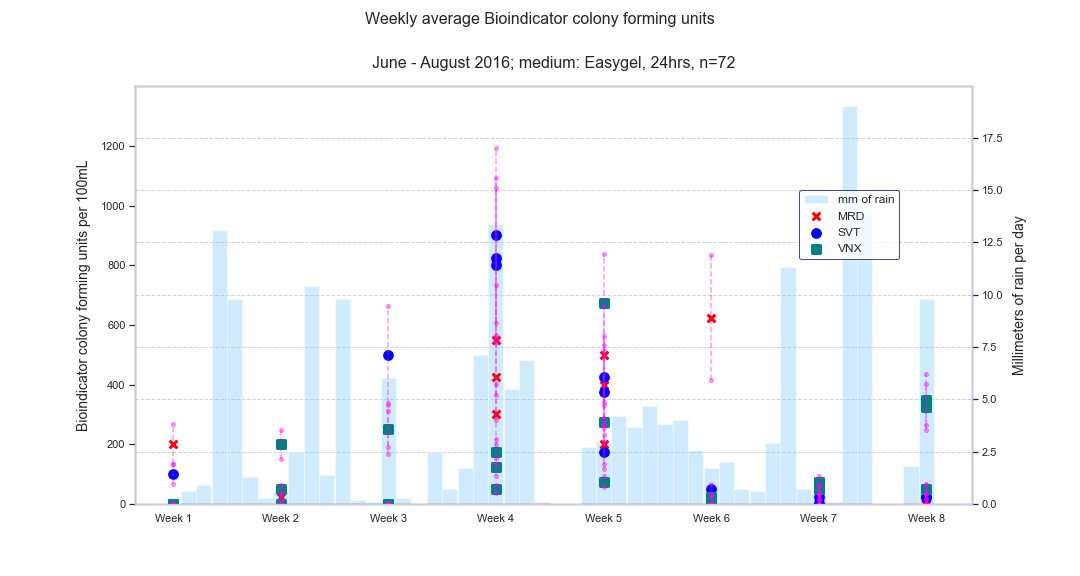 Weekly average Bioindicator colony forming units
June - August 2016; medium: Easygel, 24hrs, n=72
Bioindicator colony forming units per 100mL
1200
1000
800
600
400
200
0
Week 1
Week 2
Week 3
Week 4
Week 5
Week 6
Week 7
Week 8
mm of rain
MRD
SVT
VNX
17.5
15.0
12.5
10.0
7.5
5.0
2.5
0.0
Millimeters of rain per day